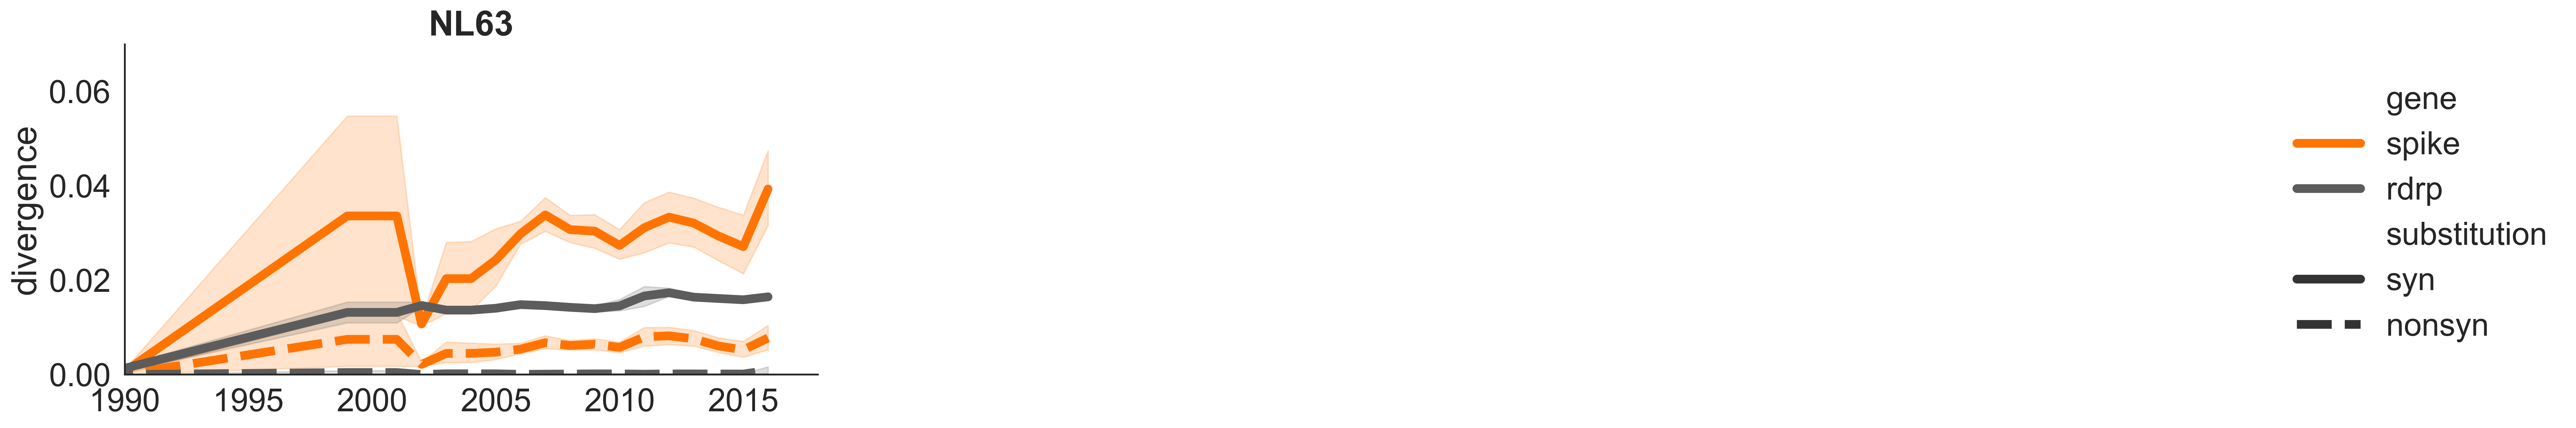 NL63
divergence
0.06
0.04
0.02
0.00
1990 1995 2000 2005 2010 2015
gene
spike
rdrp
substitution
syn
nonsyn